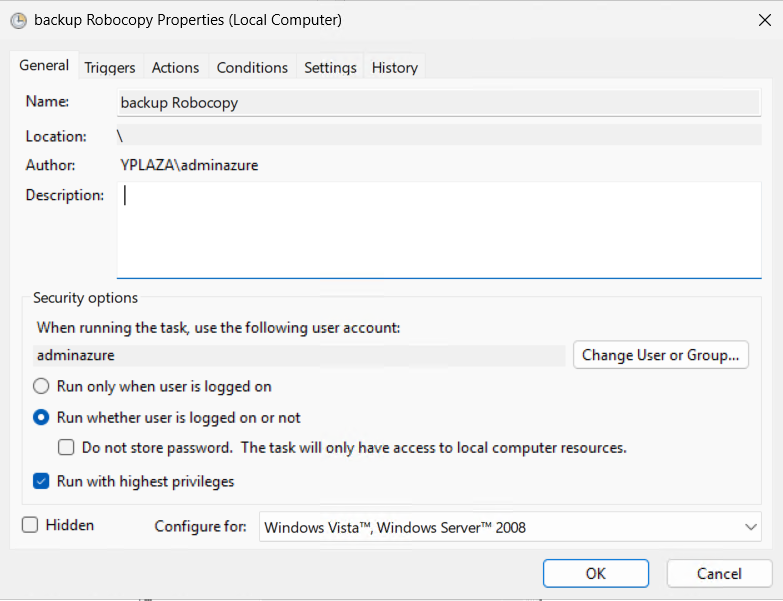 backup Robocopy Properties (Local Computer)
General Triggers Actions Conditions Settings History
Name: backup Robocopy
Location: \
Author: YPLAZA\adminazure
Description:
Security options
When running the task, use the following user account:
adminazure Change User or Group...
Run only when user is logged on
Run whether user is logged on or not
Do not store password. The task will only have access to local computer resources.
Run with highest privileges
Hidden Configure for: Windows Vista™, Windows Server™ 2008
OK Cancel